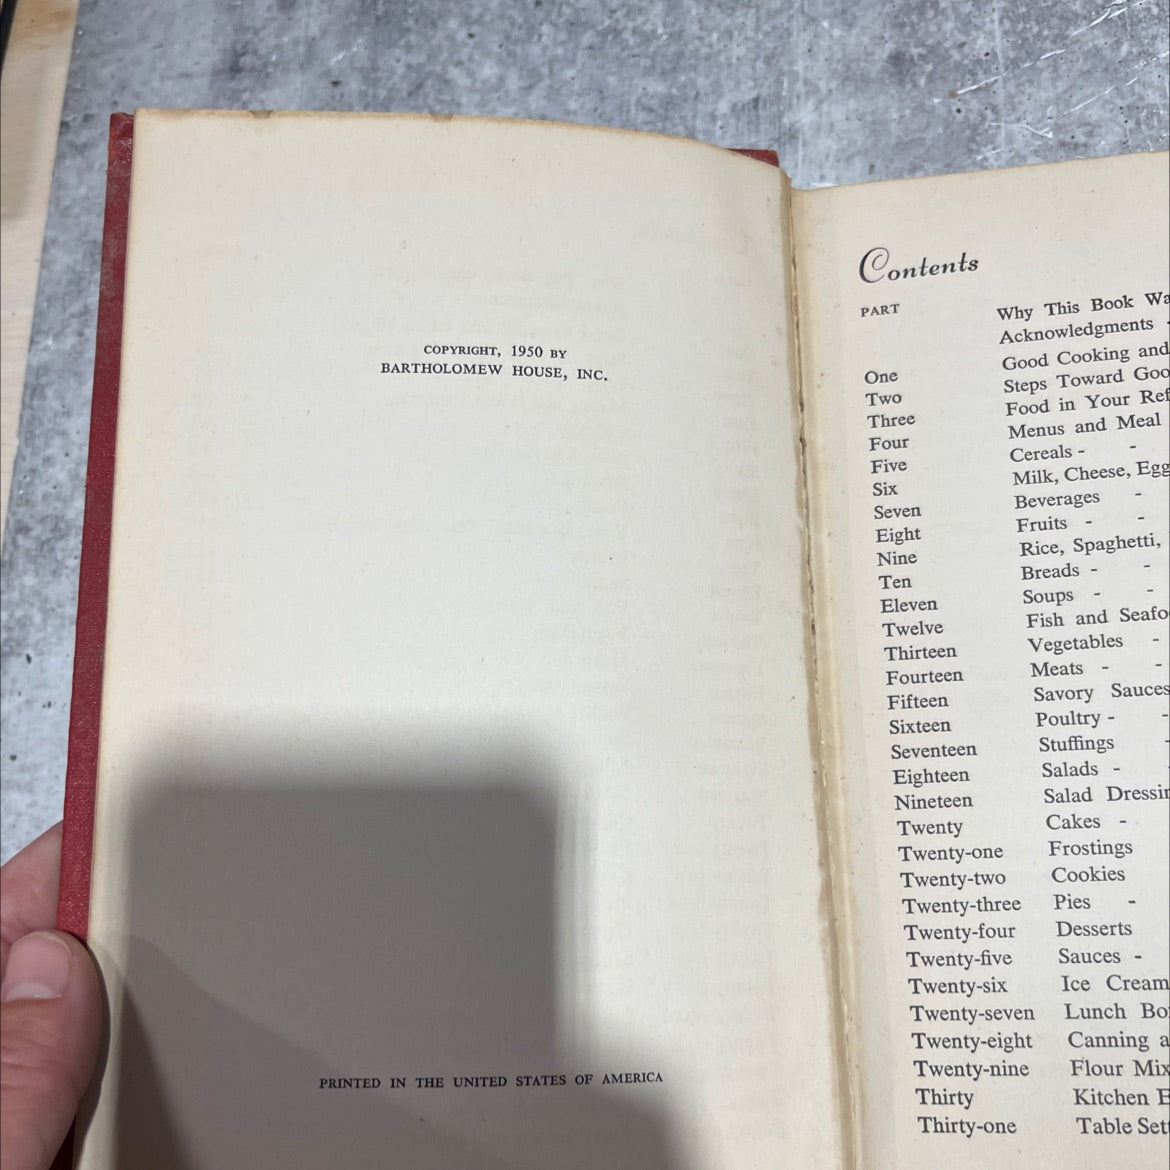 COPYRIGHT, 1950 BY
BARTHOLOMEW HOUSE, INC.
PRINTED IN THE UNITED STATES OF AMERICA
Contents
PART
Why This Book
Acknowledgments -
One Good Cooking and
Two Steps Toward
Three Food in Your
Four Menus and Meal
Five Cereals - -
Six Milk, Cheese,
Seven Beverages -
Eight Fruits - -
Nine Rice, Spaghetti,
Ten Breads - -
Eleven Soups - -
Twelve Fish and
Thirteen Vegetables -
Fourteen Meats - -
Fifteen Savory Sauces
Sixteen Poultry - -
Seventeen Stuffings -
Eighteen Salads - -
Nineteen Salad
Twenty Cakes -
Twenty-one Frostings
Twenty-two Cookies
Twenty-three Pies -
Twenty-four Desserts
Twenty-five Sauces -
Twenty-six Ice Cream
Twenty-seven Lunch
Twenty-eight Canning
Twenty-nine Flour
Thirty Kitchen
Thirty-one Table